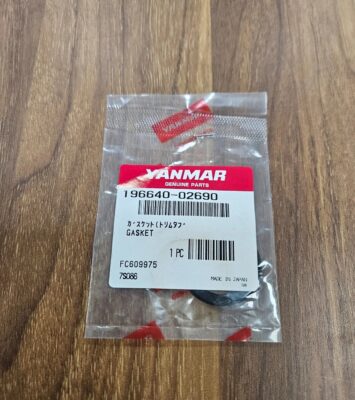 YANMAR
GENUINE PARTS
196640-02690
ガスケット(トリムタブ
GASKET
1 PC
FC609975
7S086
MADE IN JAPAN